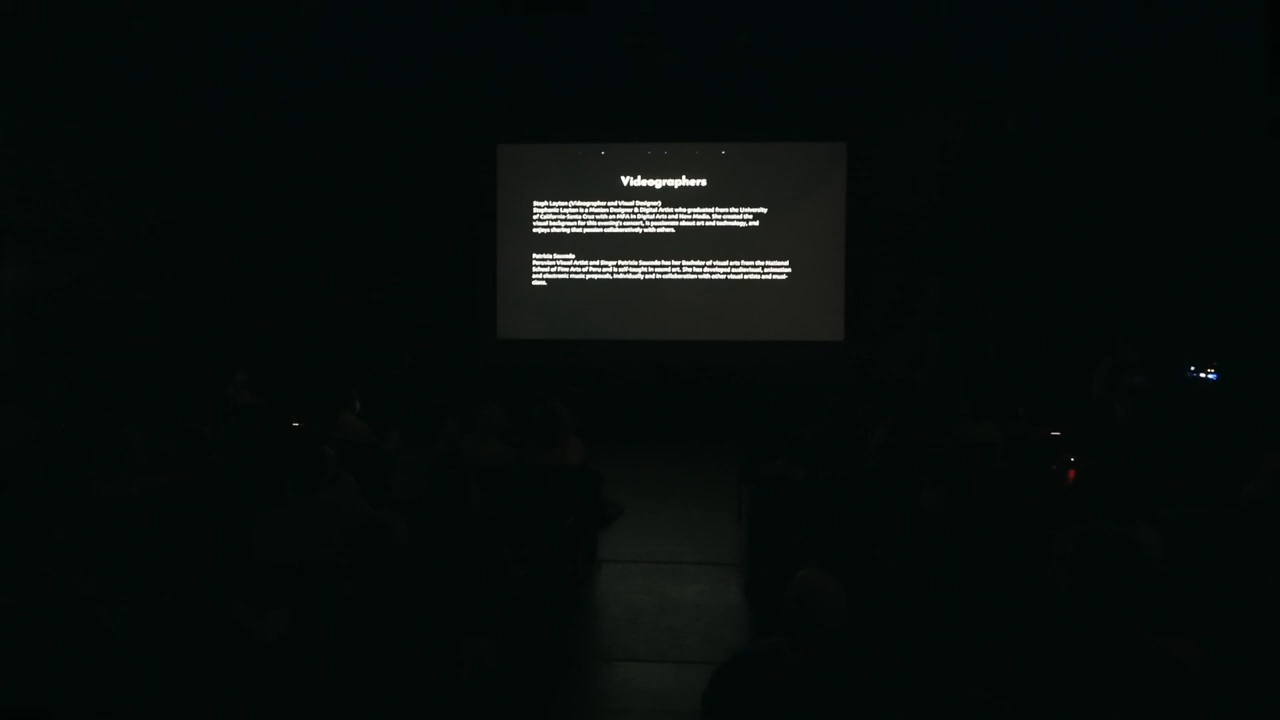 Videographers
Steph Layton (Videographer and Visual Designer)
Stephanie Layton is a Motion Designer & Digital Artist who graduated from the University
of California-Santa Cruz with an MFA in Digital Arts and New Media. She created the
visual background for this evening's concert, is passionate about art and technology, and
enjoys sharing that passion collaboratively with others.
Patricia Saucedo
Peruvian Visual Artist and Singer Patricia Saucedo has her Bachelor of visual arts from the National
School of Fine Arts of Peru and is self-taught in sound art. She has developed audiovisual, animation
and electronic music proposals, individually and in collaboration with other visual artists and musi-
cians.